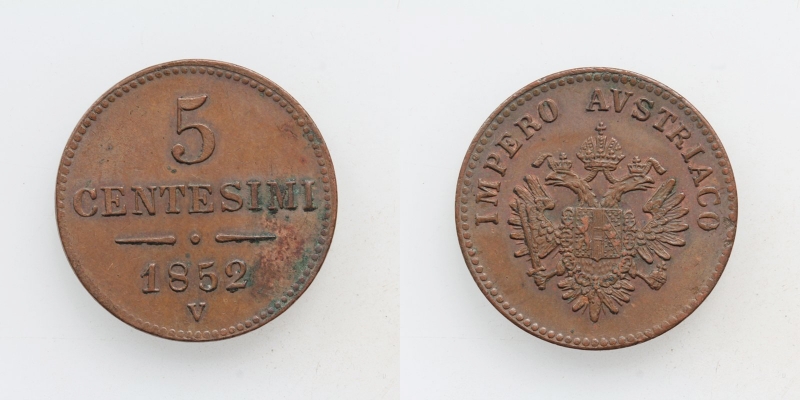 5
CENTESIMI
1852
V
IMPERO AVSTRIACO